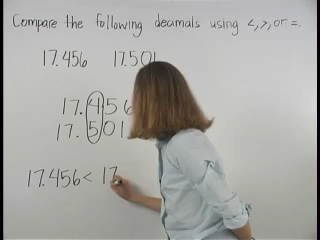 Compare the following decimals using <, >, or =.
17.456 17.501
17.456
17.501
17.456 < 17